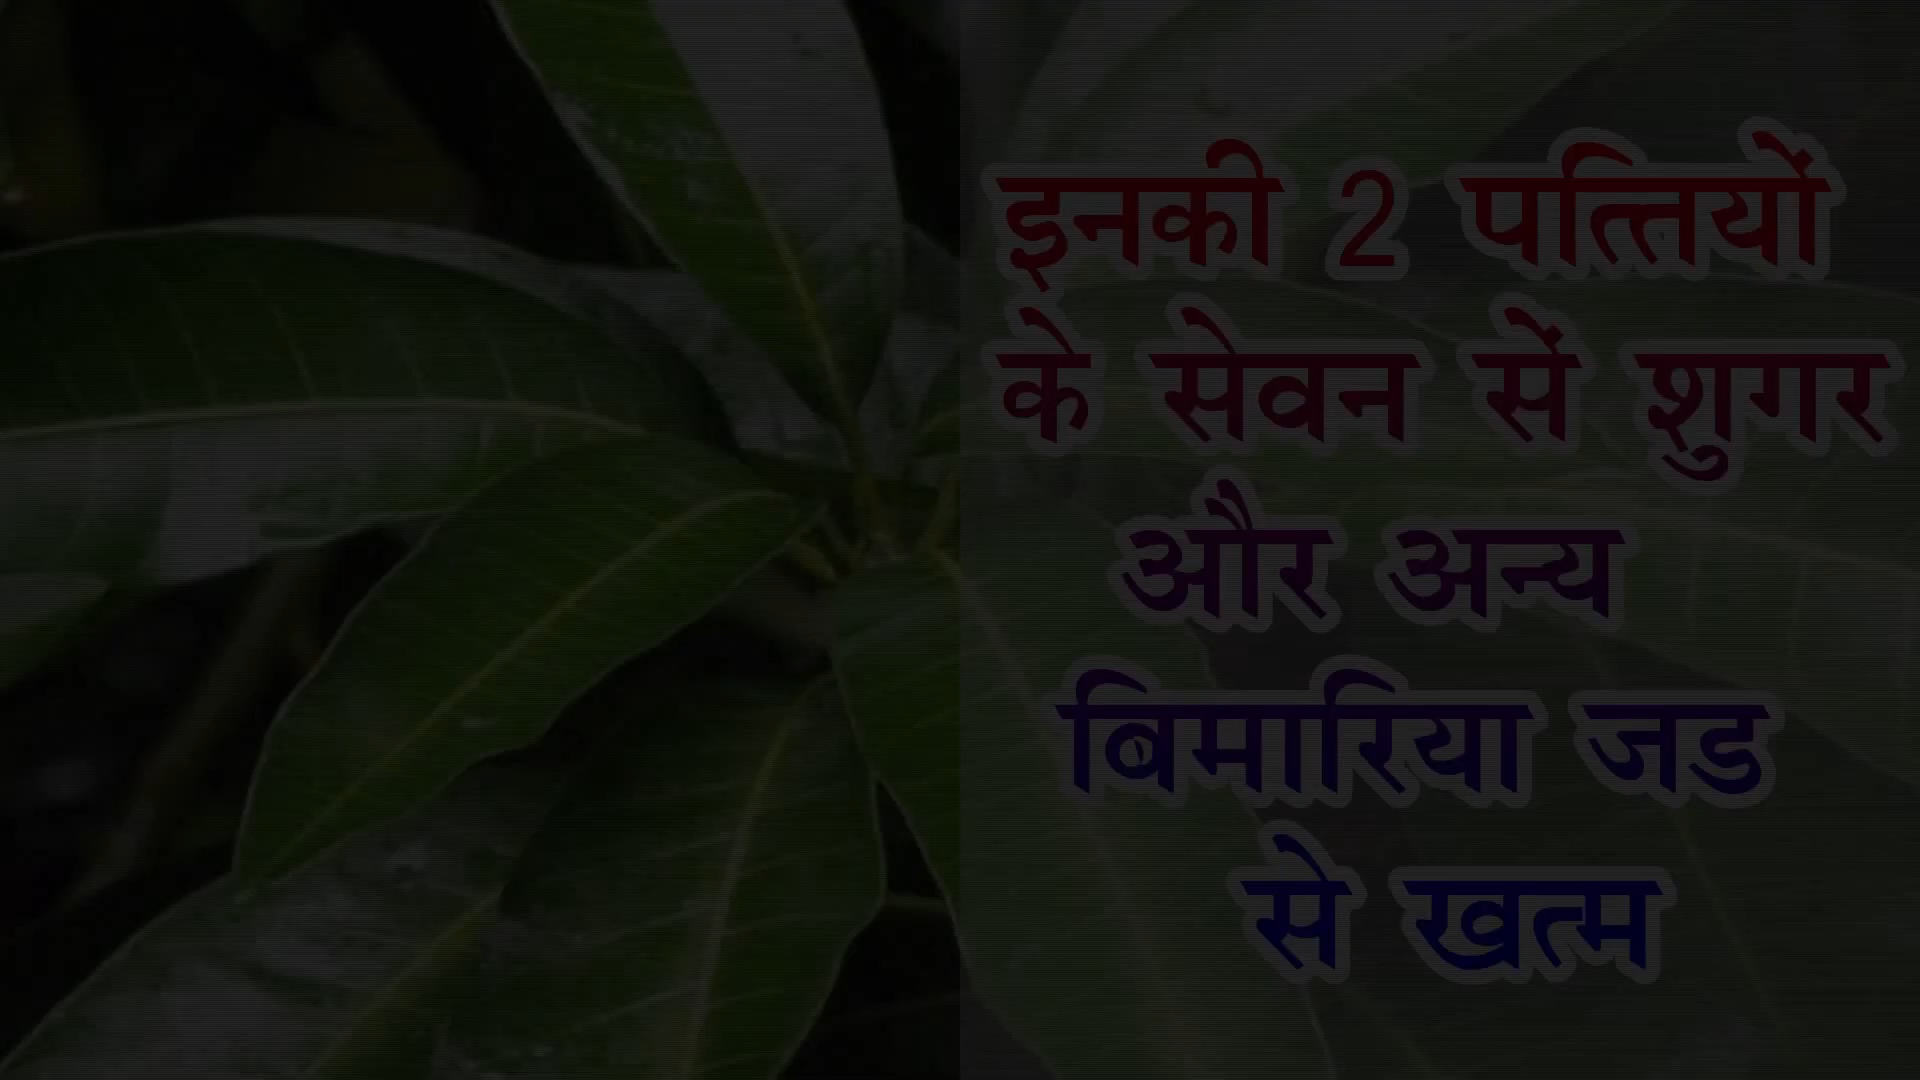 इनकी 2 पत्तियों
के सेवन सें शुगर
और अन्य
बिमारिया जड
से खत्म